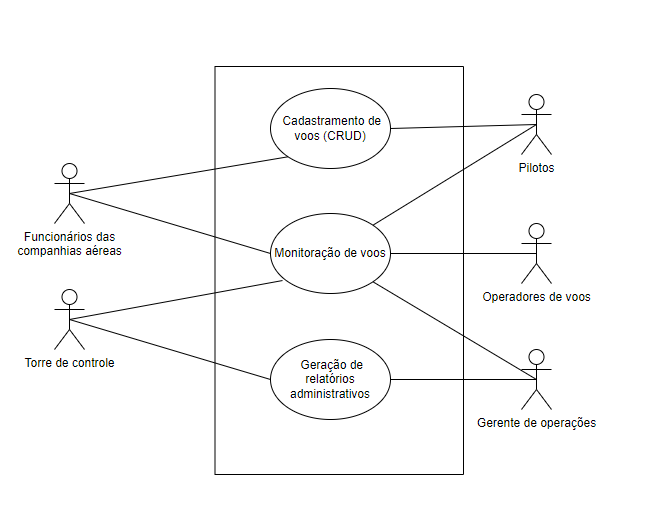 Cadastramento de
voos (CRUD)
Pilotos
Funcionários das
companhias aéreas
Monitoração de voos
Operadores de voos
Torre de controle
Geração de
relatórios
administrativos
Gerente de operações